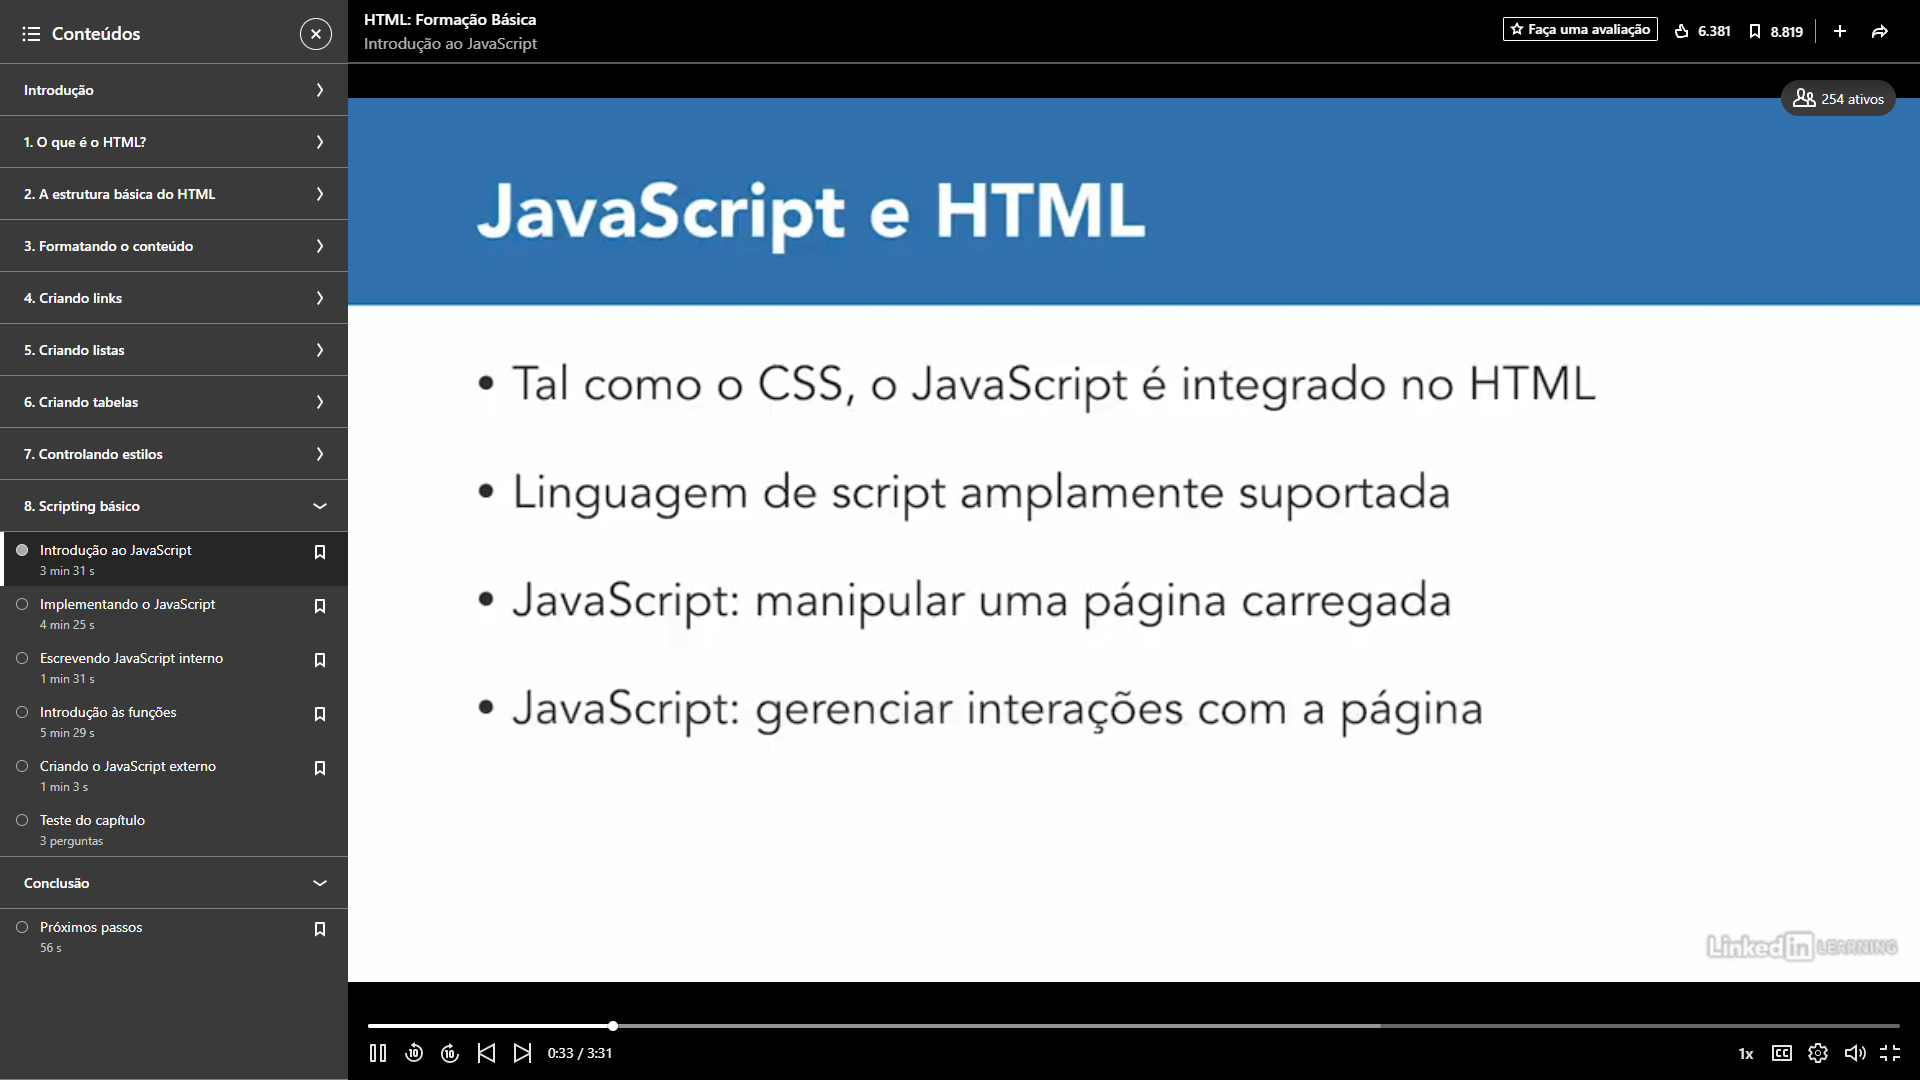 Conteúdos
HTML: Formação Básica
Introdução ao JavaScript
Faça uma avaliação
6.381
8.819
254 ativos
Introdução
1. O que é o HTML?
2. A estrutura básica do HTML
3. Formatando o conteúdo
4. Criando links
5. Criando listas
6. Criando tabelas
7. Controlando estilos
8. Scripting básico
Introdução ao JavaScript
3 min 31 s
Implementando o JavaScript
4 min 25 s
Escrevendo JavaScript interno
1 min 31 s
Introdução às funções
5 min 29 s
Criando o JavaScript externo
1 min 3 s
Teste do capítulo
3 perguntas
Conclusão
Próximos passos
56 s
JavaScript e HTML
• Tal como o CSS, o JavaScript é integrado no HTML
• Linguagem de script amplamente suportada
• JavaScript: manipular uma página carregada
• JavaScript: gerenciar interações com a página
Linked in LEARNING
10
10
0:33 / 3:31
1x
CC